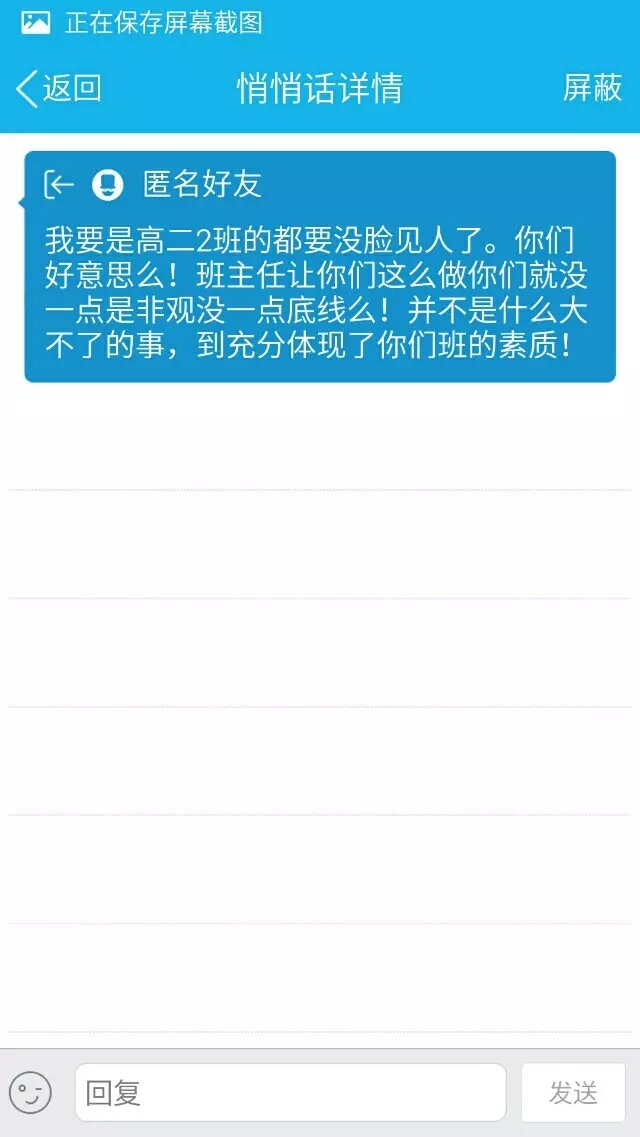 正在保存屏幕截图
返回
悄悄话详情
屏蔽
匿名好友
我要是高二2班的都要没脸见人了。你们
好意思么！班主任让你们这么做你们就没
一点是非观没一点底线么！并不是什么大
不了的事，到充分体现了你们班的素质！
回复
发送